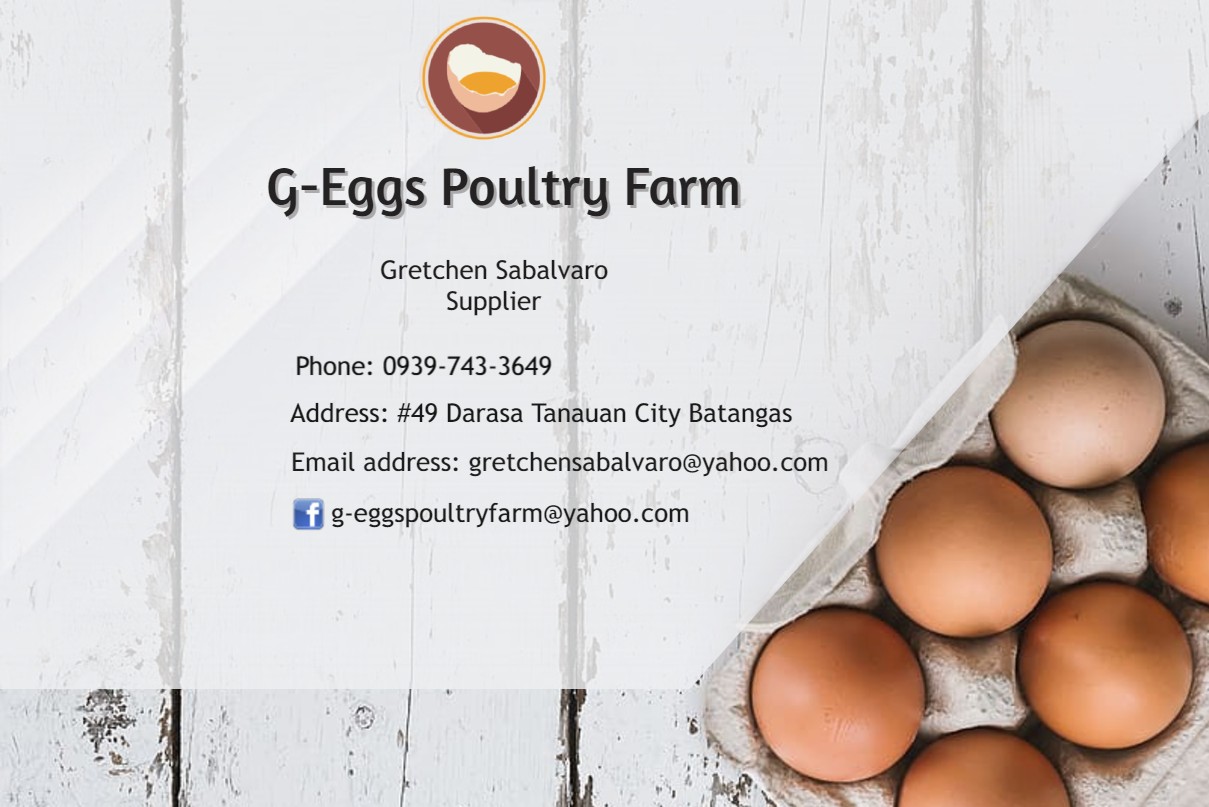 G-Eggs Poultry Farm
Gretchen Sabalvaro
Supplier
Phone: 0939-743-3649
Address: #49 Darasa Tanauan City Batangas
Email address: gretchensabalvaro@yahoo.com
f g-eggspoultryfarm@yahoo.com